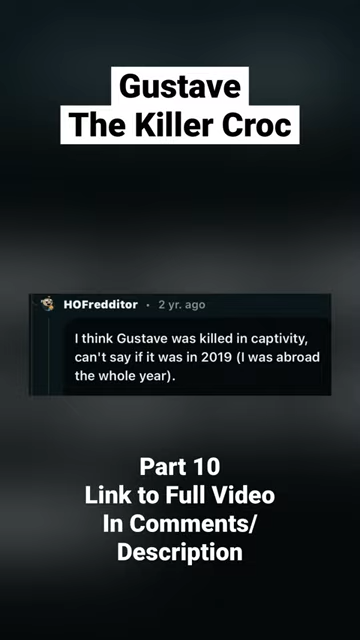 Gustave
The Killer Croc
HOFredditor · 2 yr. ago
I think Gustave was killed in captivity,
can't say if it was in 2019 (I was abroad
the whole year).
Part 10
Link to Full Video
In Comments/
Description